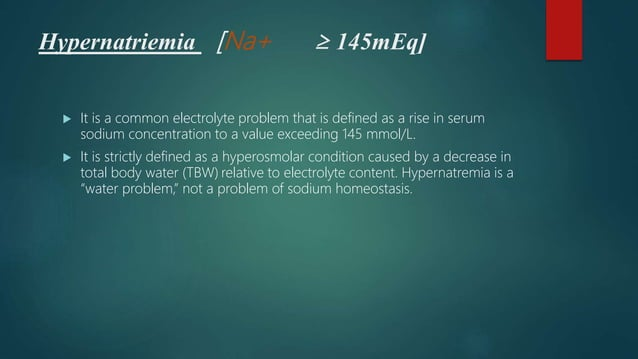 Hypernatriemia [Na+ ≥ 145mEq]
It is a common electrolyte problem that is defined as a rise in serum
sodium concentration to a value exceeding 145 mmol/L.
It is strictly defined as a hyperosmolar condition caused by a decrease in
total body water (TBW) relative to electrolyte content. Hypernatremia is a
“water problem,” not a problem of sodium homeostasis.